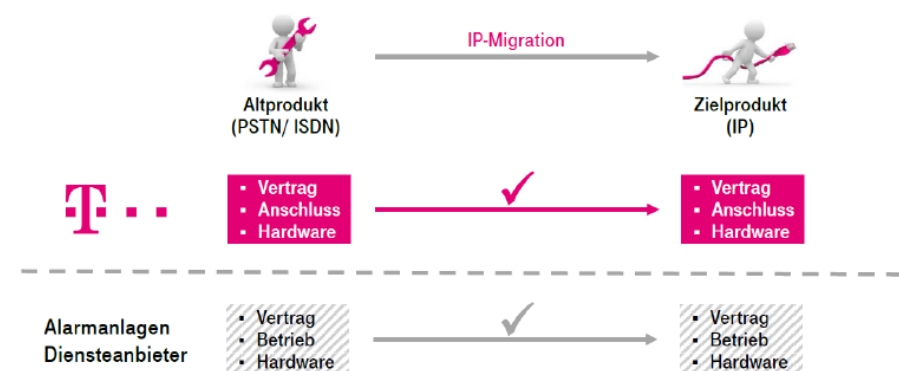 IP-Migration
Altprodukt
(PSTN/ ISDN)
Zielprodukt
(IP)
T
▪ Vertrag
▪ Anschluss
▪ Hardware
▪ Vertrag
▪ Anschluss
▪ Hardware
Alarmanlagen
Diensteanbieter
▪ Vertrag
▪ Betrieb
▪ Hardware
▪ Vertrag
▪ Betrieb
▪ Hardware